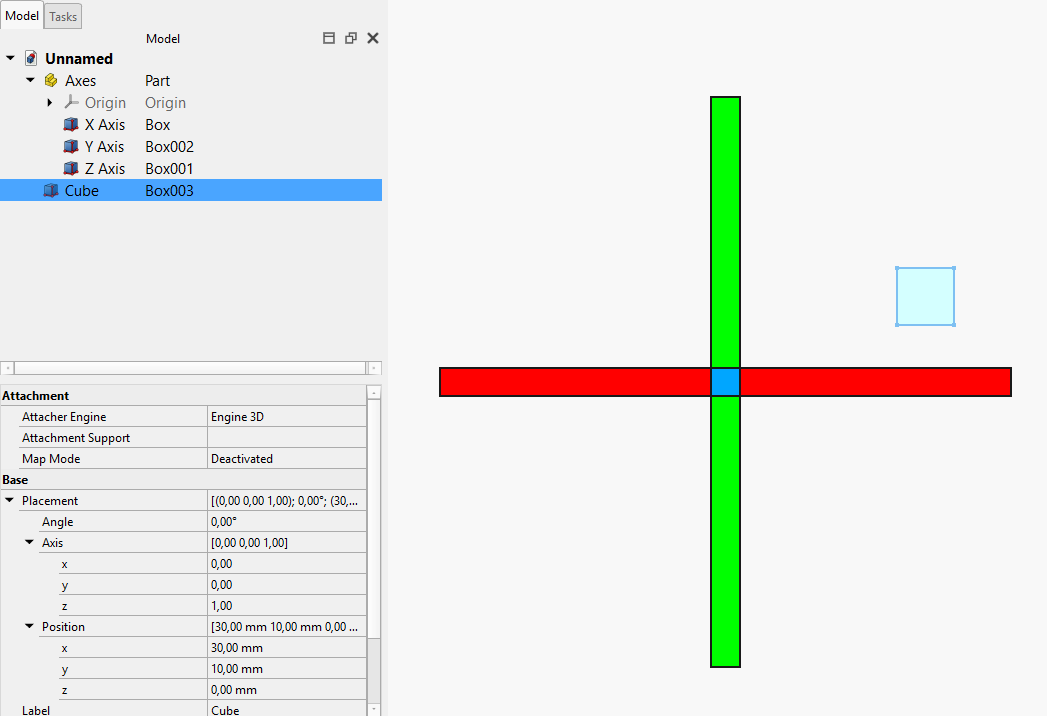 Model Tasks
Model
Unnamed
Axes Part
Origin Origin
X Axis Box
Y Axis Box002
Z Axis Box001
Cube Box003
Attachment
Attacher Engine Engine 3D
Attachment Support
Map Mode Deactivated
Base
Placement [(0,00 0,00 1,00); 0,00°; (30,...
Angle 0,00°
Axis [0,00 0,00 1,00]
x 0,00
y 0,00
z 1,00
Position [30,00 mm 10,00 mm 0,00 ...
x 30,00 mm
y 10,00 mm
z 0,00 mm
Label Cube